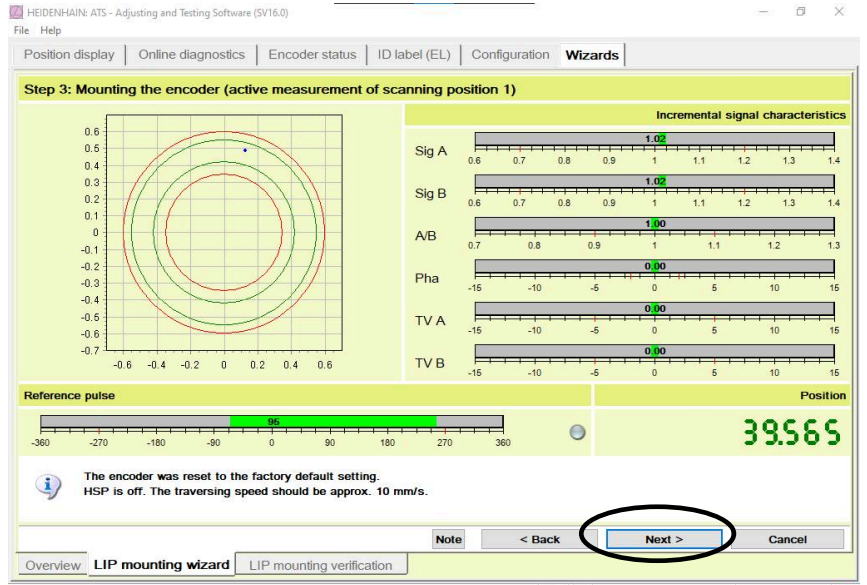 HEIDENHAIN: ATS - Adjusting and Testing Software (SV16.0)
File Help
Position display Online diagnostics Encoder status ID label (EL) Configuration Wizards
Step 3: Mounting the encoder (active measurement of scanning position 1)
Incremental signal characteristics
0.6
0.5
0.4
0.3
0.2
0.1
0
-0.1
-0.2
-0.3
-0.4
-0.5
-0.6
-0.7
-0.6 -0.4 -0.2 0 0.2 0.4 0.6
Sig A 1.02
0.6 0.7 0.8 0.9 1 1.1 1.2 1.3 1.4
Sig B 1.02
0.6 0.7 0.8 0.9 1 1.1 1.2 1.3 1.4
A/B 1.00
0.7 0.8 0.9 1 1.1 1.2 1.3
Pha 0.00
-15 -10 -5 0 5 10 15
TV A 0.00
-15 -10 -5 0 5 10 15
TV B 0.00
-15 -10 -5 0 5 10 15
Reference pulse
Position
95
-360 -270 -180 -90 0 90 180 270 360
39.565
The encoder was reset to the factory default setting.
HSP is off. The traversing speed should be approx. 10 mm/s.
Note < Back Next > Cancel
Overview LIP mounting wizard LIP mounting verification